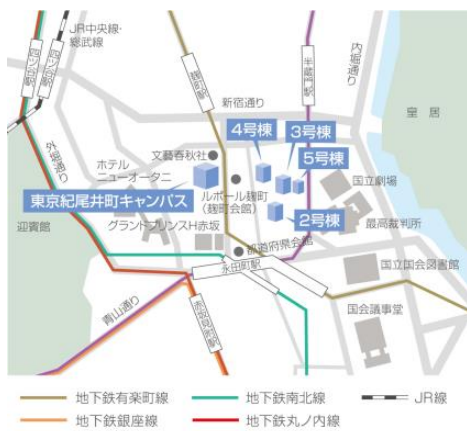 JR中央線・
総武線
四ツ谷駅
四ツ谷駅
麹町駅
半蔵門駅
内堀通り
皇居
新宿通り
4号棟
3号棟
5号棟
2号棟
文藝春秋社
外堀通り
ホテル
ニューオータニ
東京紀尾井町キャンパス
ルポール麹町
(麹町会館)
国立劇場
最高裁判所
迎賓館
グランドプリンスH赤坂
都道府県会館
永田町駅
国立国会図書館
青山通り
赤坂見附駅
国会議事堂
地下鉄有楽町線
地下鉄南北線
JR線
地下鉄銀座線
地下鉄丸ノ内線